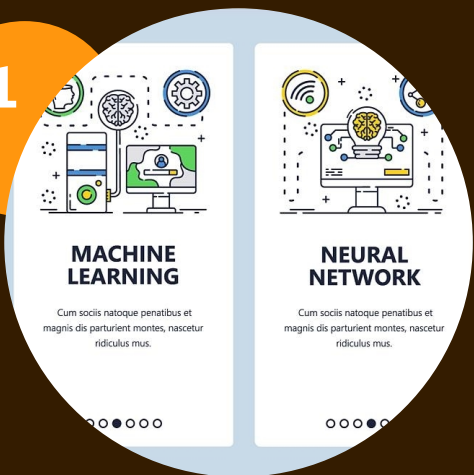 1
MACHINE
LEARNING
Cum sociis natoque penatibus et
magnis dis parturient montes, nascetur
ridiculus mus.
NEURAL
NETWORK
Cum sociis natoque penatibus et
magnis dis parturient montes, nascetur
ridiculus mus.